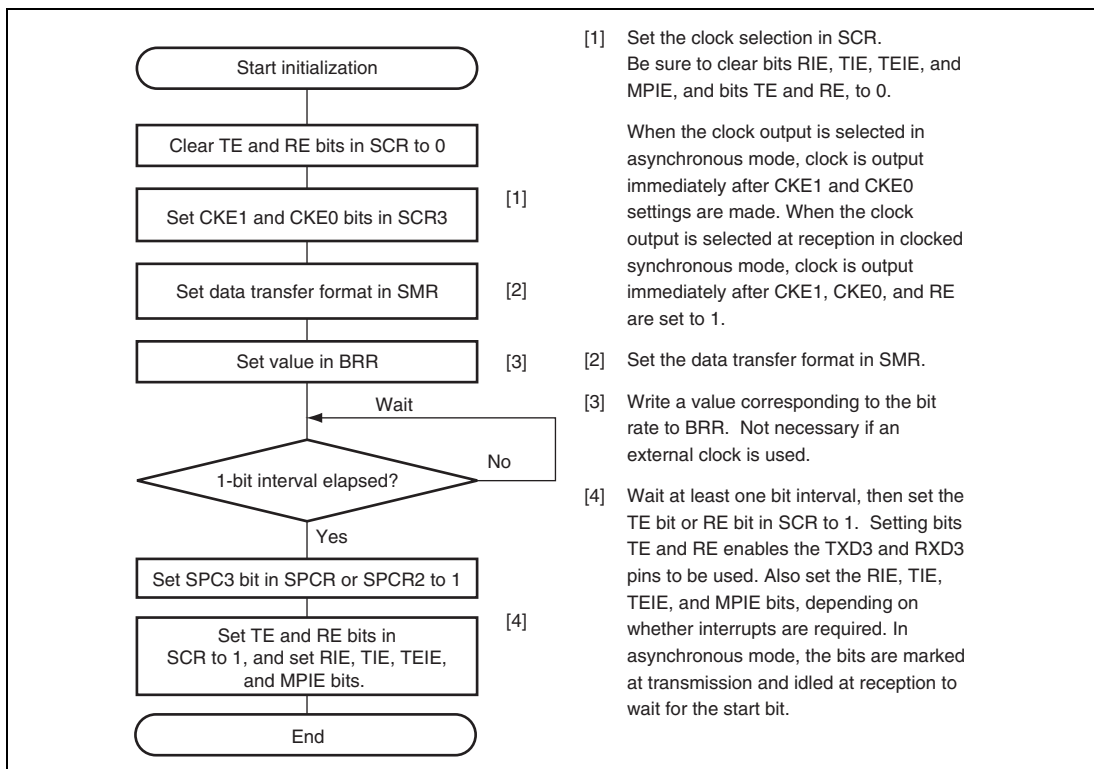 Start initialization
Clear TE and RE bits in SCR to 0
Set CKE1 and CKE0 bits in SCR3
[1]
Set data transfer format in SMR
[2]
Set value in BRR
[3]
Wait
No
1-bit interval elapsed?
Yes
Set SPC3 bit in SPCR or SPCR2 to 1
Set TE and RE bits in
SCR to 1, and set RIE, TIE, TEIE,
and MPIE bits.
[4]
End
[1] Set the clock selection in SCR.
Be sure to clear bits RIE, TIE, TEIE, and
MPIE, and bits TE and RE, to 0.
When the clock output is selected in
asynchronous mode, clock is output
immediately after CKE1 and CKE0
settings are made. When the clock
output is selected at reception in clocked
synchronous mode, clock is output
immediately after CKE1, CKE0, and RE
are set to 1.
[2] Set the data transfer format in SMR.
[3] Write a value corresponding to the bit
rate to BRR. Not necessary if an
external clock is used.
[4] Wait at least one bit interval, then set the
TE bit or RE bit in SCR to 1. Setting bits
TE and RE enables the TXD3 and RXD3
pins to be used. Also set the RIE, TIE,
TEIE, and MPIE bits, depending on
whether interrupts are required. In
asynchronous mode, the bits are marked
at transmission and idled at reception to
wait for the start bit.